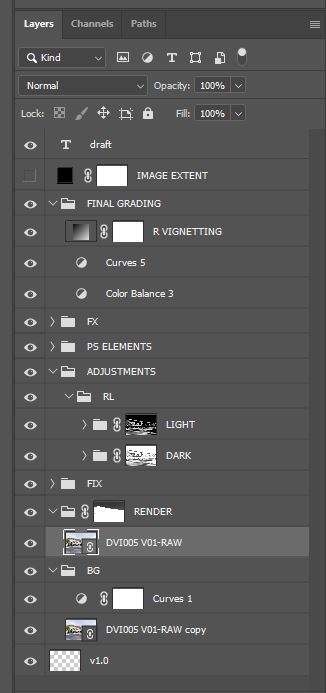 Layers
Channels
Paths
Kind
T
Normal
Opacity:
100%
Lock:
Fill:
100%
T
draft
IMAGE EXTENT
FINAL GRADING
R VIGNETTING
Curves 5
Color Balance 3
FX
PS ELEMENTS
ADJUSTMENTS
RL
LIGHT
DARK
FIX
RENDER
DVI005 V01-RAW
BG
Curves 1
DVI005 V01-RAW copy
v1.0